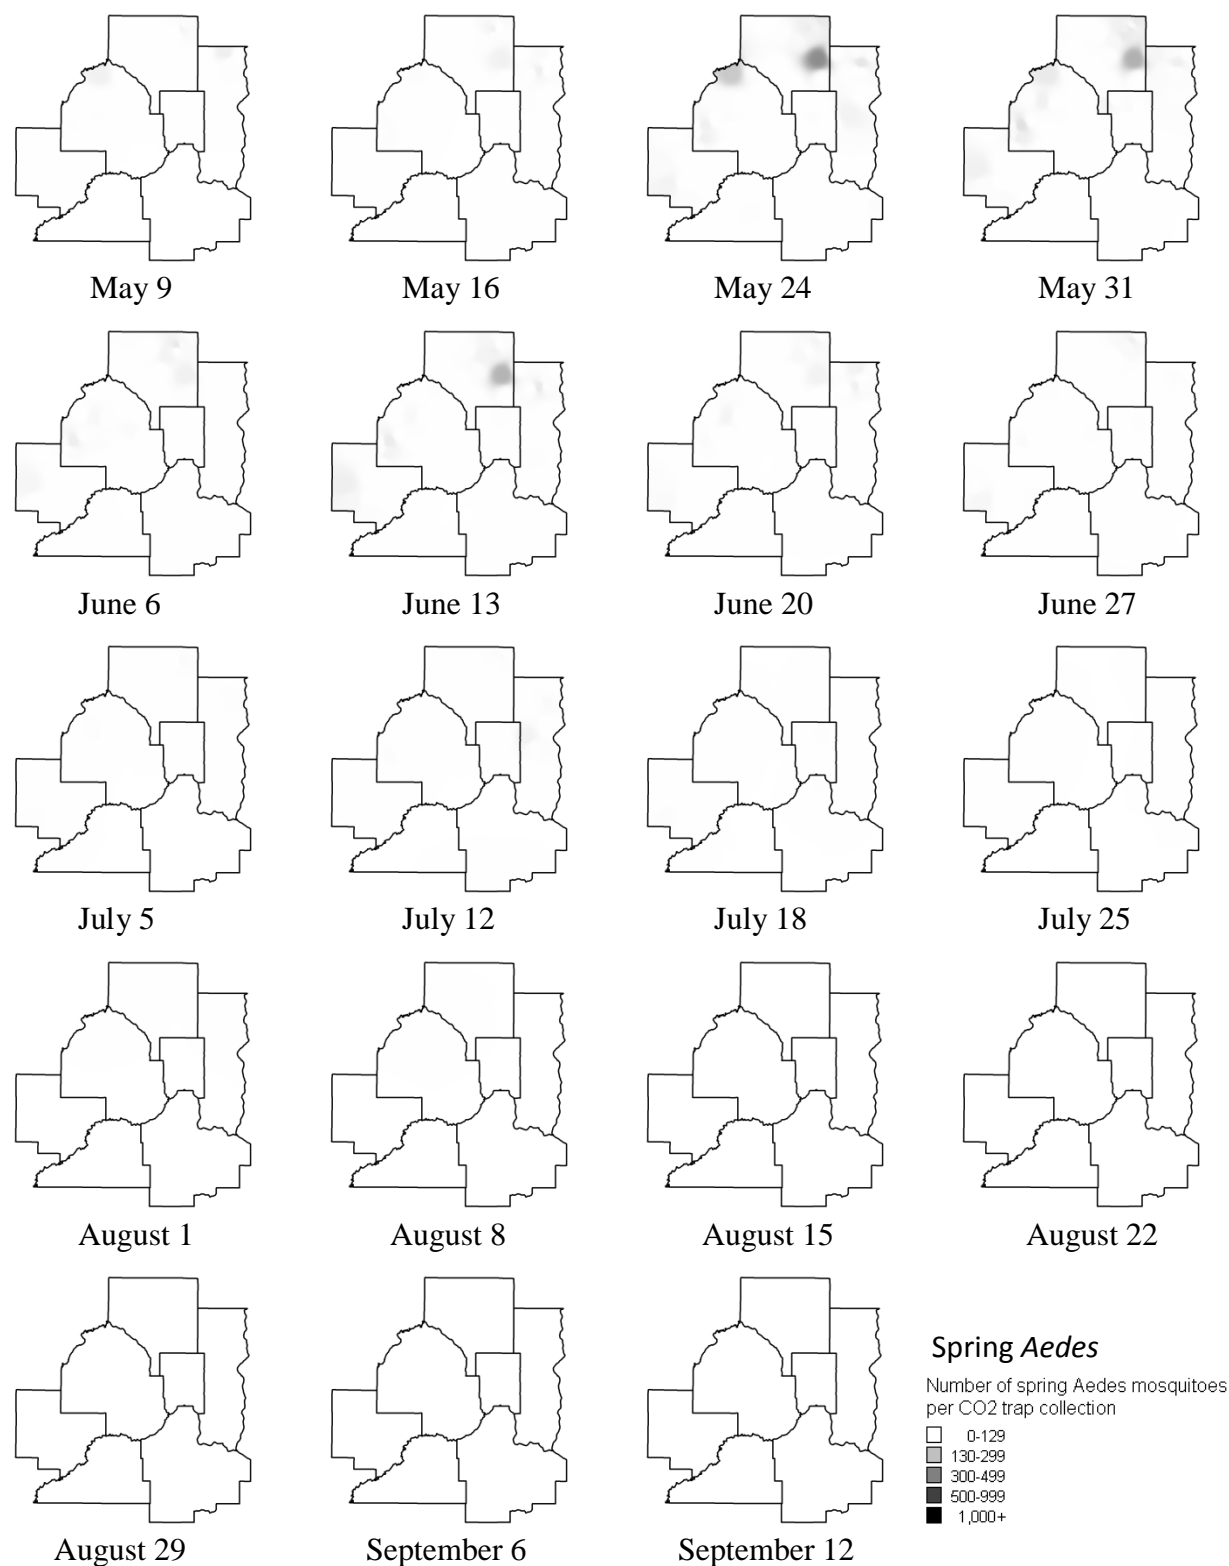 May 9
May 16
May 24
May 31
June 6
June 13
June 20
June 27
July 5
July 12
July 18
July 25
August 1
August 8
August 15
August 22
August 29
September 6
September 12
Spring Aedes
Number of spring Aedes mosquitoes
per CO2 trap collection
0-129
130-299
300-499
500-999
1,000+